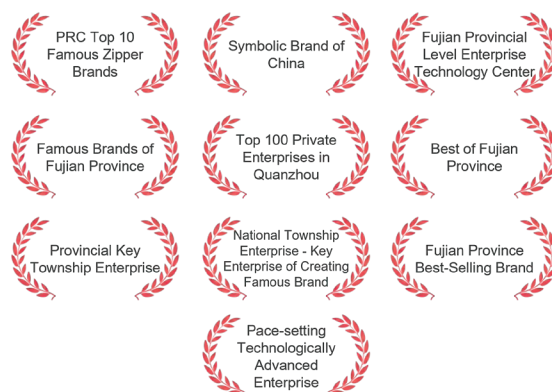 PRC Top 10
Famous Zipper
Brands
Symbolic Brand of
China
Fujian Provincial
Level Enterprise
Technology Center
Famous Brands of
Fujian Province
Top 100 Private
Enterprises in
Quanzhou
Best of Fujian
Province
Provincial Key
Township Enterprise
National Township
Enterprise - Key
Enterprise of Creating
Famous Brand
Fujian Province
Best-Selling Brand
Pace-setting
Technologically
Advanced
Enterprise